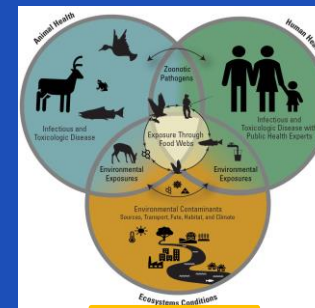 Animal Health
Human Hea
Zoonotic
Pathogens
Infectious and
Toxicologic Disease
Infectious and
Toxicologic Disease with
Public Health Experts
Exposure Through
Food Webs
Environmental
Exposures
Environmental
Exposures
Environmental Contaminants
Sources, Transport, Fate, Habitat, and Climate
Ecosystems Conditions